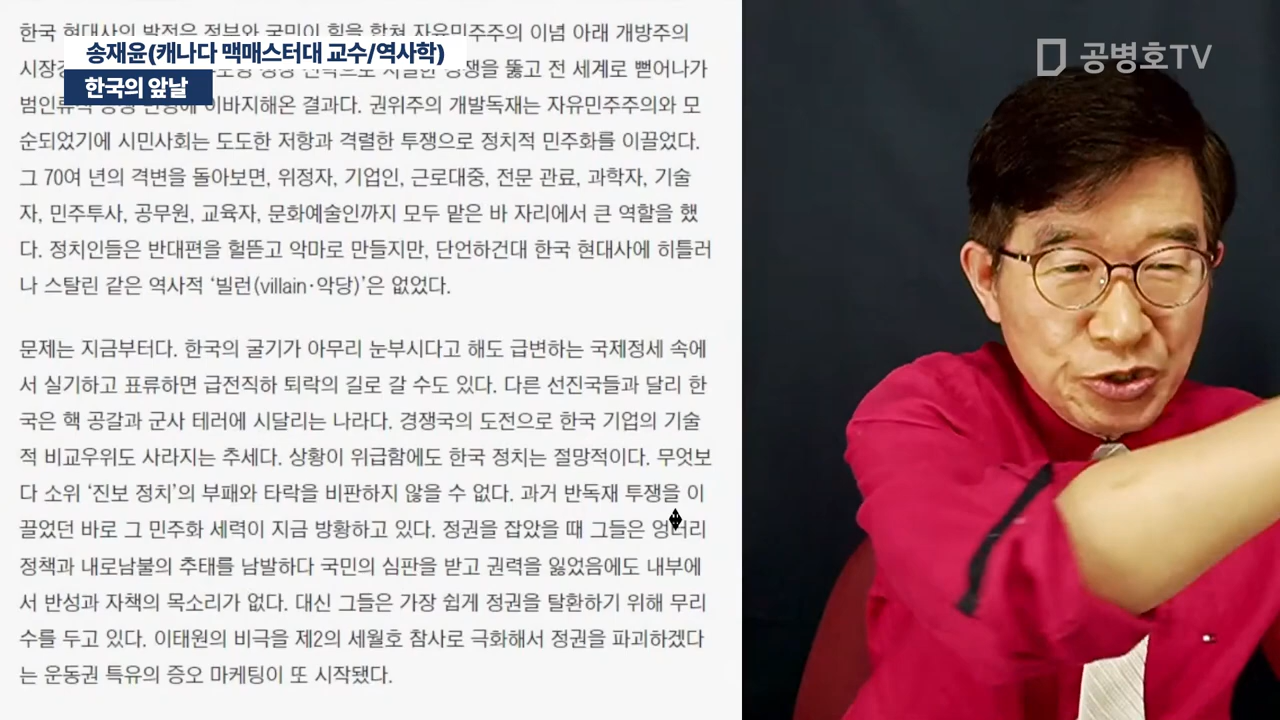 한국 현대사의 발전은 정부와 국민이 힘을 합쳐 자유민주주의 이념 아래 개방주의
송재윤(캐나다 맥매스터대 교수/역사학)
공병호TV
쟁을 뚫고 전 세계로 뻗어나가
한국의 앞날
이바지해온 결과다. 권위주의 개발독재는 자유민주주의와 모
순되었기에 시민사회는 도도한 저항과 격렬한 투쟁으로 정치적 민주화를 이끌었다.
그 70여 년의 격변을 돌아보면, 위정자, 기업인, 근로대중, 전문 관료, 과학자, 기술
자, 민주투사, 공무원, 교육자, 문화예술인까지 모두 맡은 바 자리에서 큰 역할을 했
다. 정치인들은 반대편을 헐뜯고 악마로 만들지만, 단언하건대 한국 현대사에 히틀러
나 스탈린 같은 역사적 ‘빌런(villain·악당)’은 없었다.
문제는 지금부터다. 한국의 굴기가 아무리 눈부시다고 해도 급변하는 국제정세 속에
서 실기하고 표류하면 급전직하 퇴락의 길로 갈 수도 있다. 다른 선진국들과 달리 한
국은 핵 공갈과 군사 테러에 시달리는 나라다. 경쟁국의 도전으로 한국 기업의 기술
적 비교우위도 사라지는 추세다. 상황이 위급함에도 한국 정치는 절망적이다. 무엇보
다 소위 ‘진보 정치’의 부패와 타락을 비판하지 않을 수 없다. 과거 반독재 투쟁을 이
끌었던 바로 그 민주화 세력이 지금 방황하고 있다. 정권을 잡았을 때 그들은 엉터리
정책과 내로남불의 추태를 남발하다 국민의 심판을 받고 권력을 잃었음에도 내부에
서 반성과 자책의 목소리가 없다. 대신 그들은 가장 쉽게 정권을 탈환하기 위해 무리
수를 두고 있다. 이태원의 비극을 제2의 세월호 참사로 극화해서 정권을 파괴하겠다
는 운동권 특유의 증오 마케팅이 또 시작됐다.